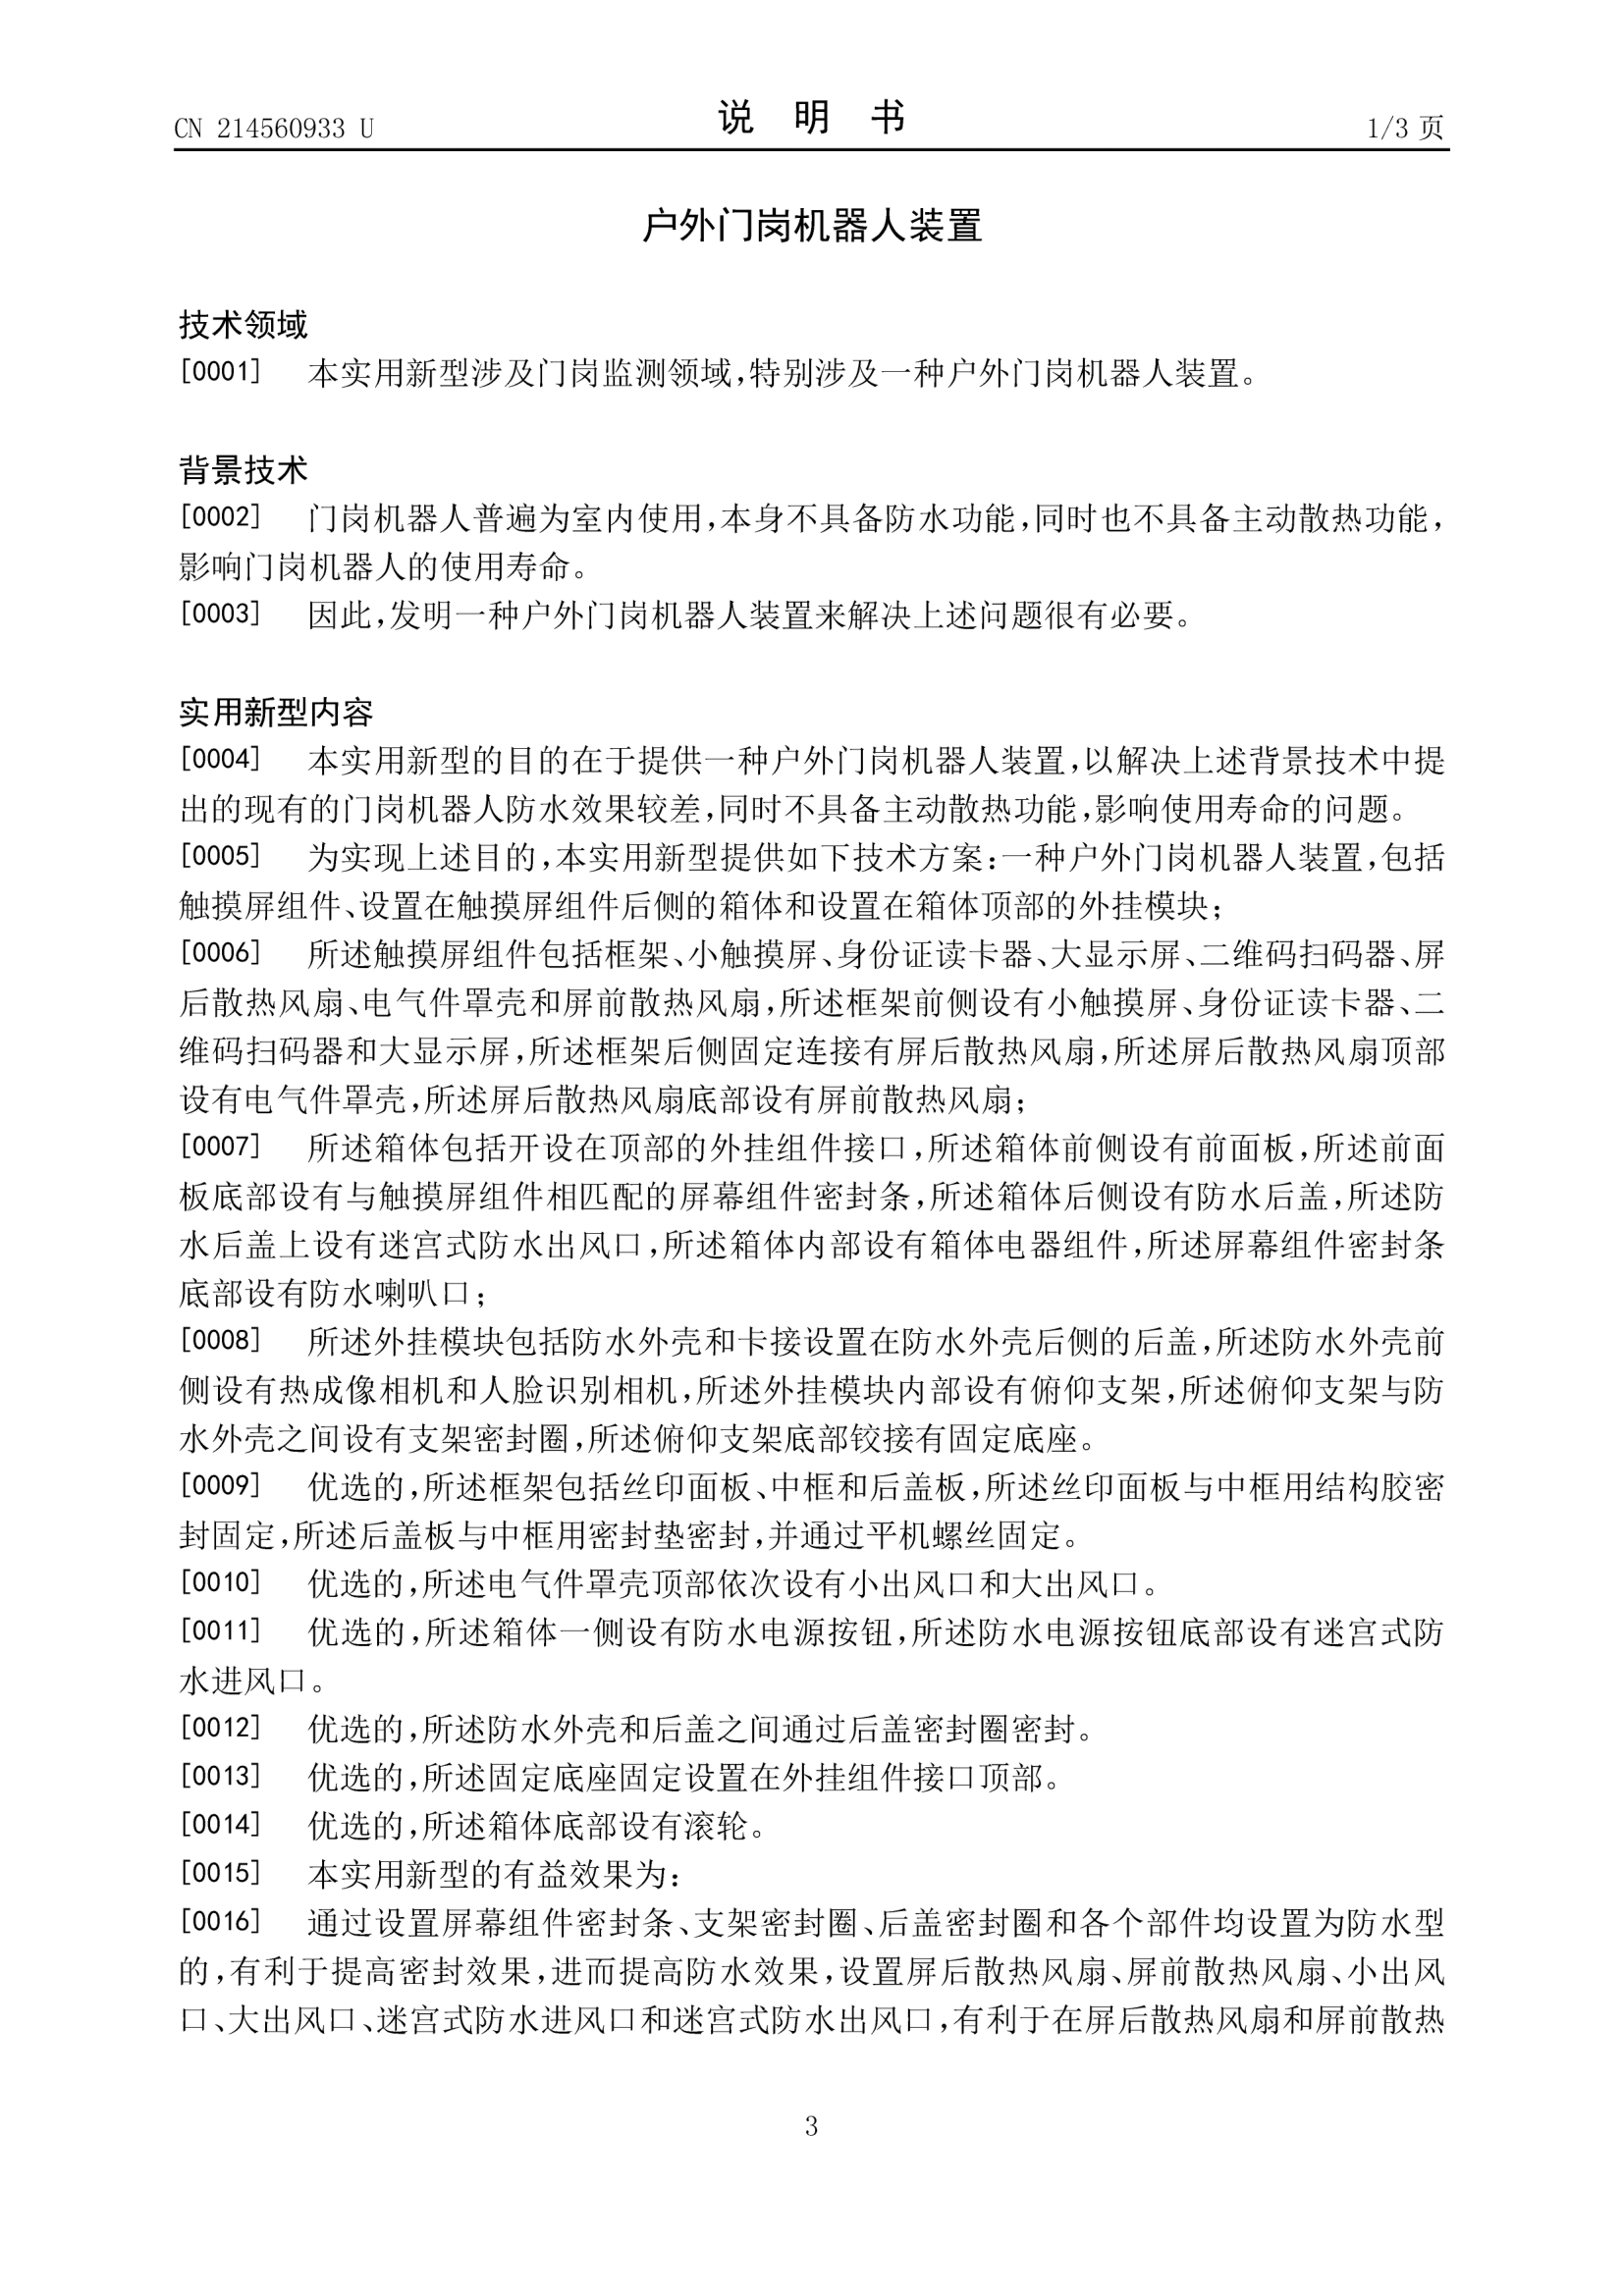 CN 214560933 U
说 明 书
1/3 页
户外门岗机器人装置
技术领域
[0001] 本实用新型涉及门岗监测领域,特别涉及一种户外门岗机器人装置。
背景技术
[0002] 门岗机器人普遍为室内使用,本身不具备防水功能,同时也不具备主动散热功能,
影响门岗机器人的使用寿命。
[0003] 因此,发明一种户外门岗机器人装置来解决上述问题很有必要。
实用新型内容
[0004] 本实用新型的目的在于提供一种户外门岗机器人装置,以解决上述背景技术中提
出的现有的门岗机器人防水效果较差,同时不具备主动散热功能,影响使用寿命的问题。
[0005] 为实现上述目的,本实用新型提供如下技术方案:一种户外门岗机器人装置,包括
触摸屏组件、设置在触摸屏组件后侧的箱体和设置在箱体顶部的外挂模块;
[0006] 所述触摸屏组件包括框架、小触摸屏、身份证读卡器、大显示屏、二维码扫码器、屏
后散热风扇、电气件罩壳和屏前散热风扇,所述框架前侧设有小触摸屏、身份证读卡器、二
维码扫码器和大显示屏,所述框架后侧固定连接有屏后散热风扇,所述屏后散热风扇顶部
设有电气件罩壳,所述屏后散热风扇底部设有屏前散热风扇;
[0007] 所述箱体包括开设在顶部的外挂组件接口,所述箱体前侧设有前面板,所述前面
板底部设有与触摸屏组件相匹配的屏幕组件密封条,所述箱体后侧设有防水后盖,所述防
水后盖上设有迷宫式防水出风口,所述箱体内部设有箱体电器组件,所述屏幕组件密封条
底部设有防水喇叭口;
[0008] 所述外挂模块包括防水外壳和卡接设置在防水外壳后侧的后盖,所述防水外壳前
侧设有热成像相机和人脸识别相机,所述外挂模块内部设有俯仰支架,所述俯仰支架与防
水外壳之间设有支架密封圈,所述俯仰支架底部铰接有固定底座。
[0009] 优选的,所述框架包括丝印面板、中框和后盖板,所述丝印面板与中框用结构胶密
封固定,所述后盖板与中框用密封垫密封,并通过平机螺丝固定。
[0010] 优选的,所述电气件罩壳顶部依次设有小出风口和大出风口。
[0011] 优选的,所述箱体一侧设有防水电源按钮,所述防水电源按钮底部设有迷宫式防
水进风口。
[0012] 优选的,所述防水外壳和后盖之间通过后盖密封圈密封。
[0013] 优选的,所述固定底座固定设置在外挂组件接口顶部。
[0014] 优选的,所述箱体底部设有滚轮。
[0015] 本实用新型的有益效果为:
[0016] 通过设置屏幕组件密封条、支架密封圈、后盖密封圈和各个部件均设置为防水型
的,有利于提高密封效果,进而提高防水效果,设置屏后散热风扇、屏前散热风扇、小出风
口、大出风口、迷宫式防水进风口和迷宫式防水出风口,有利于在屏后散热风扇和屏前散热
3